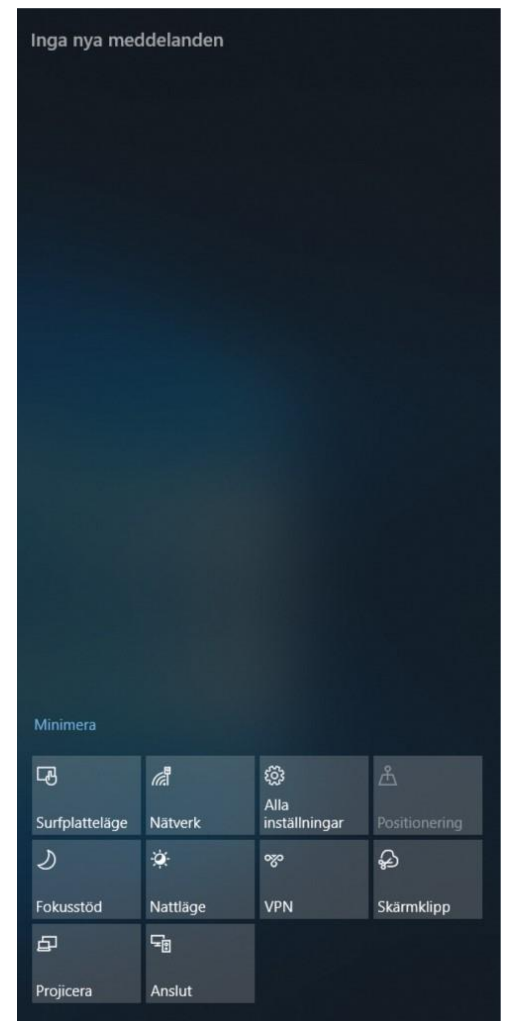 Inga nya meddelanden
Minimera
Surfplatteläge
Nätverk
Alla
inställningar
Positionering
Fokusstöd
Nattläge
VPN
Skärmklipp
Projicera
Anslut